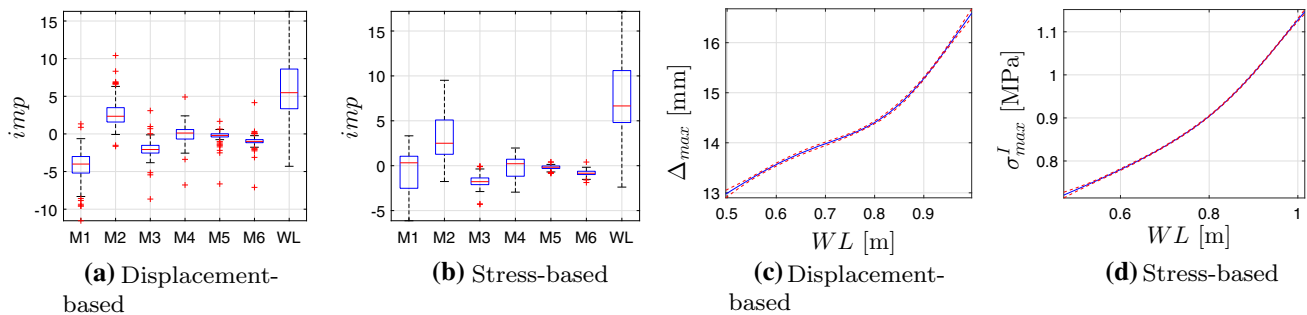 15
10
5
0
-5
-10
imp
M1 M2 M3 M4 M5 M6 WL
(a) Displacement-
based
15
10
5
0
-5
imp
M1 M2 M3 M4 M5 M6 WL
(b) Stress-based
16
15
14
13
Δmax [mm]
0.5 0.6 0.7 0.8 0.9
WL [m]
(c) Displacement-
based
1.1
1
0.9
0.8
σ^I_max [MPa]
0.6 0.8 1
WL [m]
(d) Stress-based